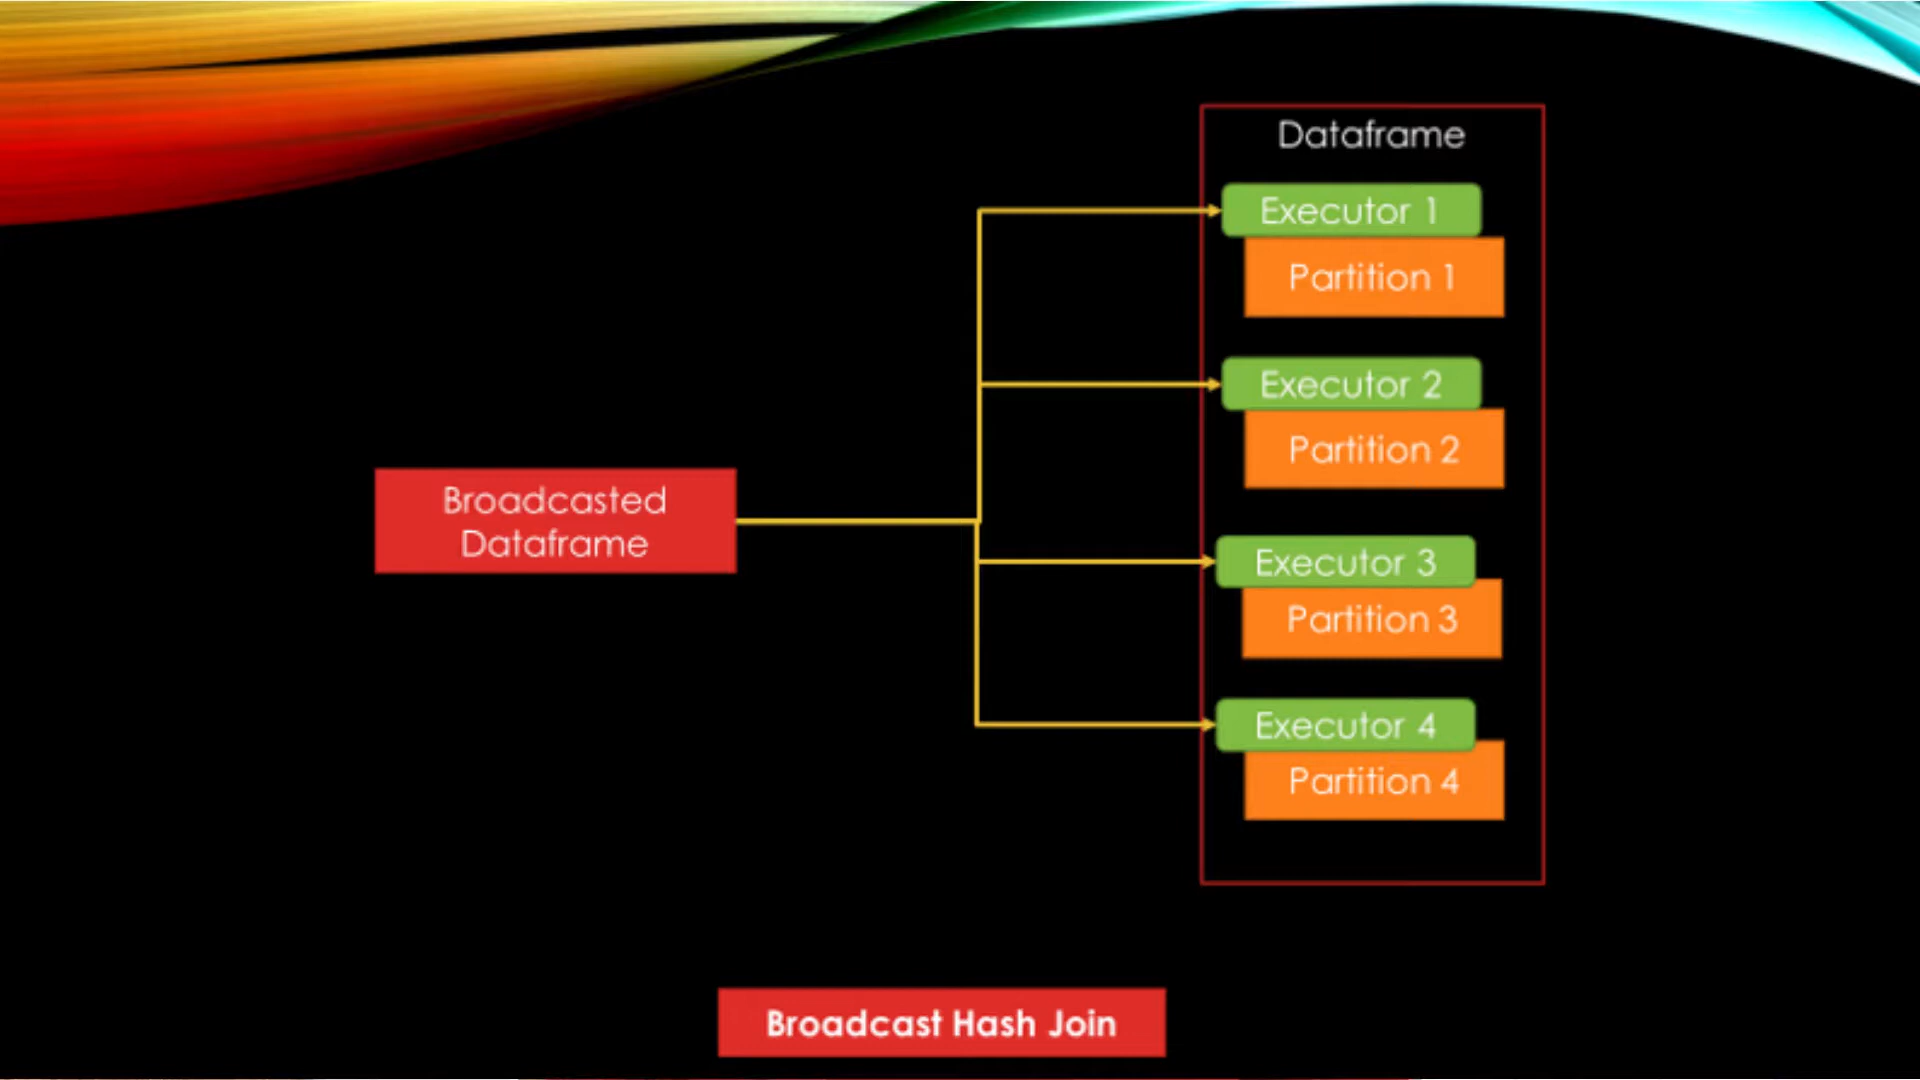 Dataframe
Executor 1
Partition 1
Executor 2
Partition 2
Broadcasted
Dataframe
Executor 3
Partition 3
Executor 4
Partition 4
Broadcast Hash Join